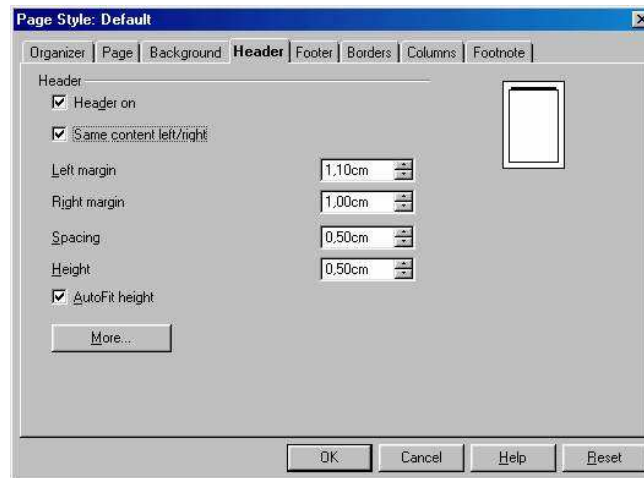 Page Style: Default
Organizer Page Background Header Footer Borders Columns Footnote
Header
Header on
Same content left/right
Left margin 1,10cm
Right margin 1,00cm
Spacing 0,50cm
Height 0,50cm
AutoFit height
More...
OK Cancel Help Reset